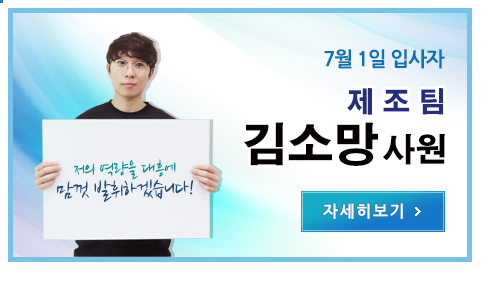 7월 1일 입사자
제 조 팀
김소망 사원
저의 역량을 대흥에
맘껏 발휘하겠습니다!
자세히보기 >